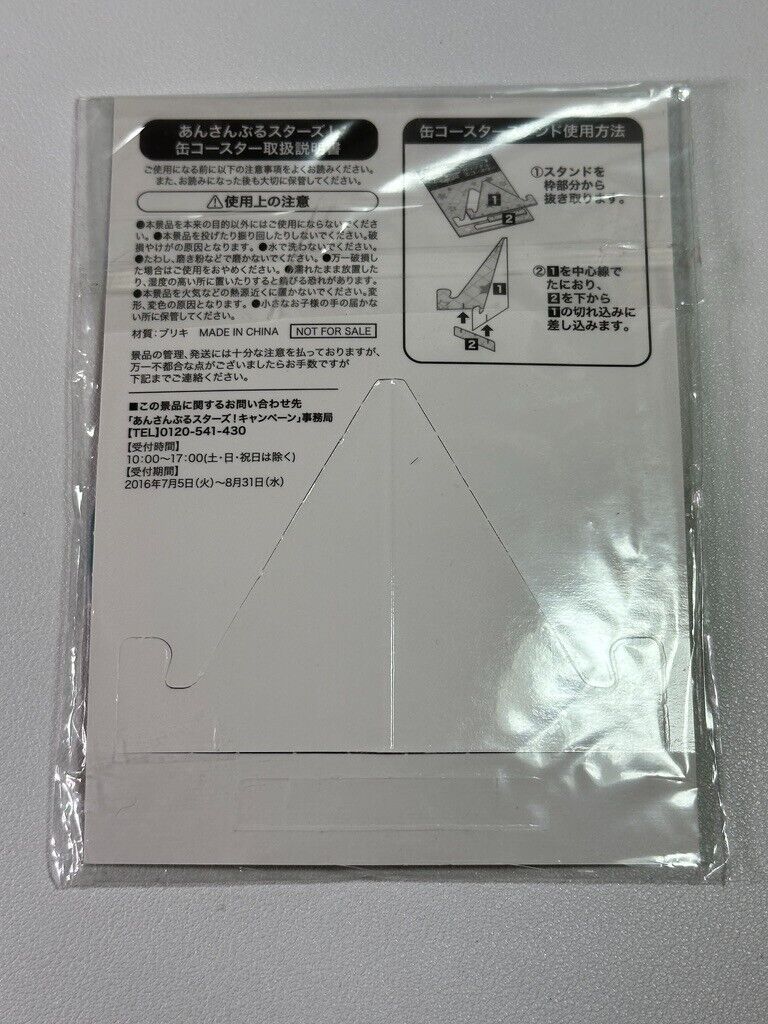 あんさんぶるスターズ！
缶コースター取扱説明書
ご使用になる前に以下の注意事項をよくお読みください。
また、お読みになった後も大切に保管してください。
⚠使用上の注意
●本景品を本来の目的以外にはご使用にならないでくださ
い。●本景品を投げたり振り回したりしないでください。破
損やけがの原因となります。●水で洗わないでください。
●たわし、磨き粉などで磨かないでください。●万一破損し
た場合はご使用をおやめください。●濡れたまま放置した
り、湿度の高い所に置いたりすると錆びる恐れがあります。
●本景品を火気などの熱源近くに置かないでください。変
形、変色の原因となります。●小さなお子様の手の届かな
い所に保管してください。
材質：ブリキ MADE IN CHINA NOT FOR SALE
景品の管理、発送には十分な注意を払っておりますが、
万一不都合な点がございましたらお手数ですが
下記までご連絡ください。
■この景品に関するお問い合わせ先
「あんさんぶるスターズ！キャンペーン」事務局
【TEL】0120-541-430
【受付時間】
10:00～17:00(土・日・祝日は除く)
【受付期間】
2016年7月5日(火)～8月31日(水)
缶コースタースタンド使用方法
①スタンドを
枠部分から
抜き取ります。
1
2
②1を中心線で
たにおり、
2を下から
1の切れ込みに
差し込みます。
1
2